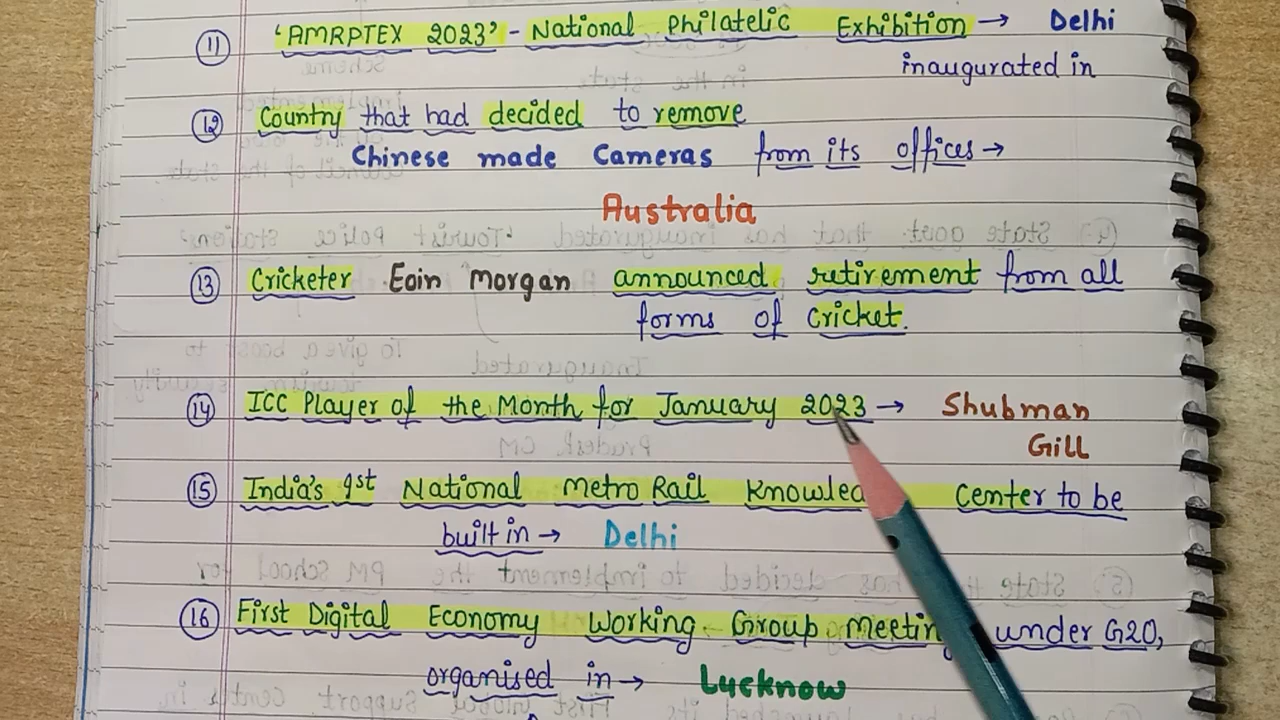 11 'AMRPTEX 2023' - National Philatelic Exhibition → Delhi
inaugurated in
12 Country that had decided to remove
Chinese made Cameras from its offices →
Australia
13 Cricketer Eoin Morgan announced retirement from all
forms of Cricket.
14 ICC Player of the Month for January 2023 → Shubman
Gill
15 India's 1st National Metro Rail Center to be
built in → Delhi
16 First Digital Economy Working Group Meetin under G20,
organised in → Lucknow